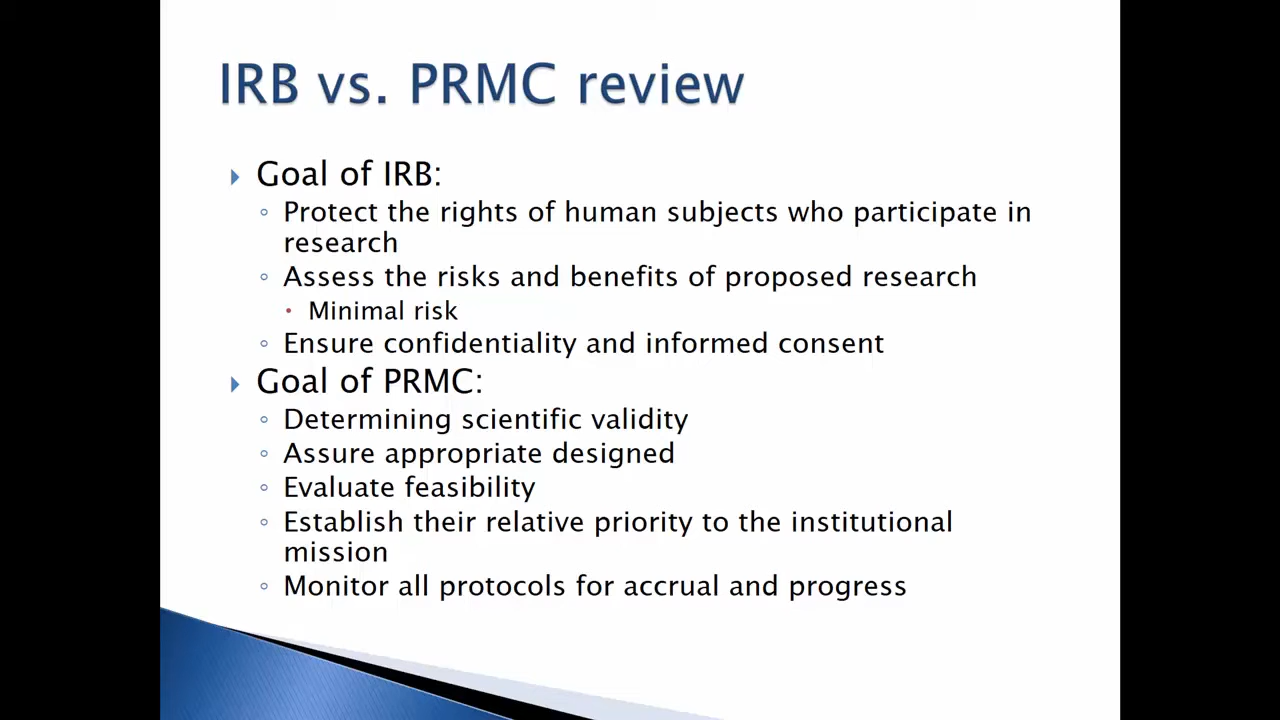 IRB vs. PRMC review
Goal of IRB:
Protect the rights of human subjects who participate in
research
Assess the risks and benefits of proposed research
Minimal risk
Ensure confidentiality and informed consent
Goal of PRMC:
Determining scientific validity
Assure appropriate designed
Evaluate feasibility
Establish their relative priority to the institutional
mission
Monitor all protocols for accrual and progress